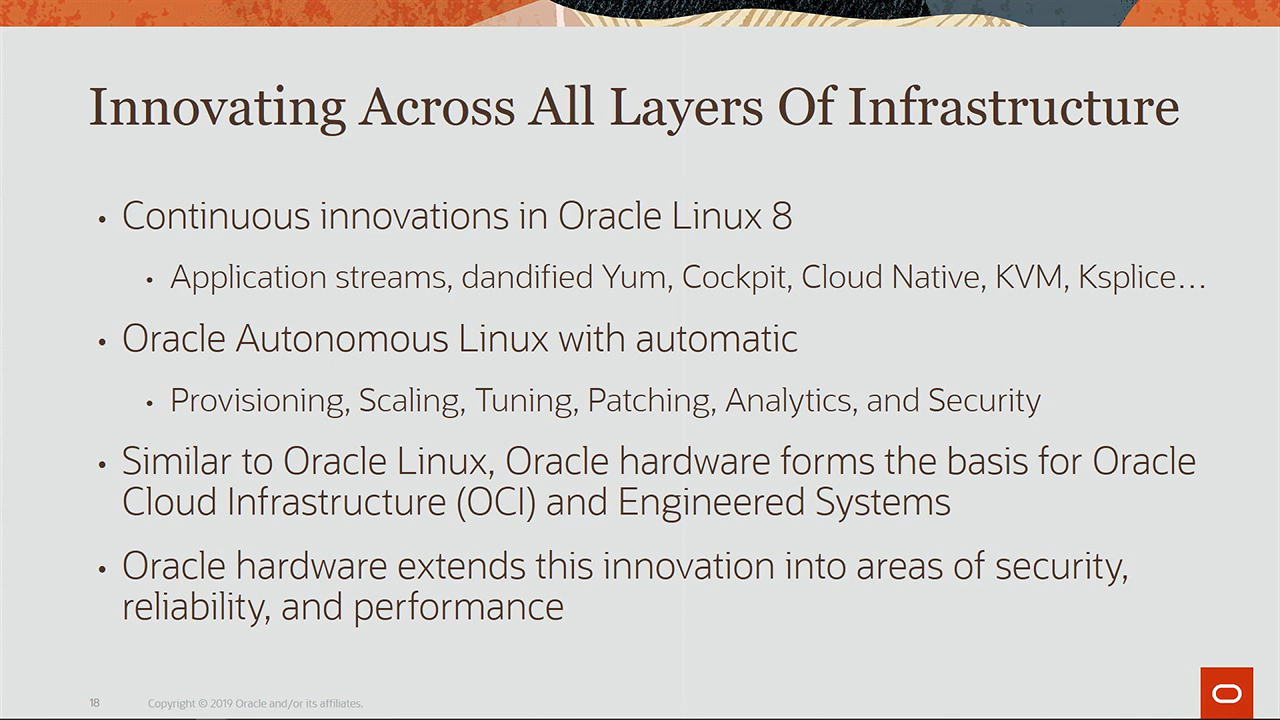 Innovating Across All Layers Of Infrastructure
• Continuous innovations in Oracle Linux 8
• Application streams, dandified Yum, Cockpit, Cloud Native, KVM, Ksplice…
• Oracle Autonomous Linux with automatic
• Provisioning, Scaling, Tuning, Patching, Analytics, and Security
• Similar to Oracle Linux, Oracle hardware forms the basis for Oracle
Cloud Infrastructure (OCI) and Engineered Systems
• Oracle hardware extends this innovation into areas of security,
reliability, and performance
18 Copyright © 2019 Oracle and/or its affiliates.